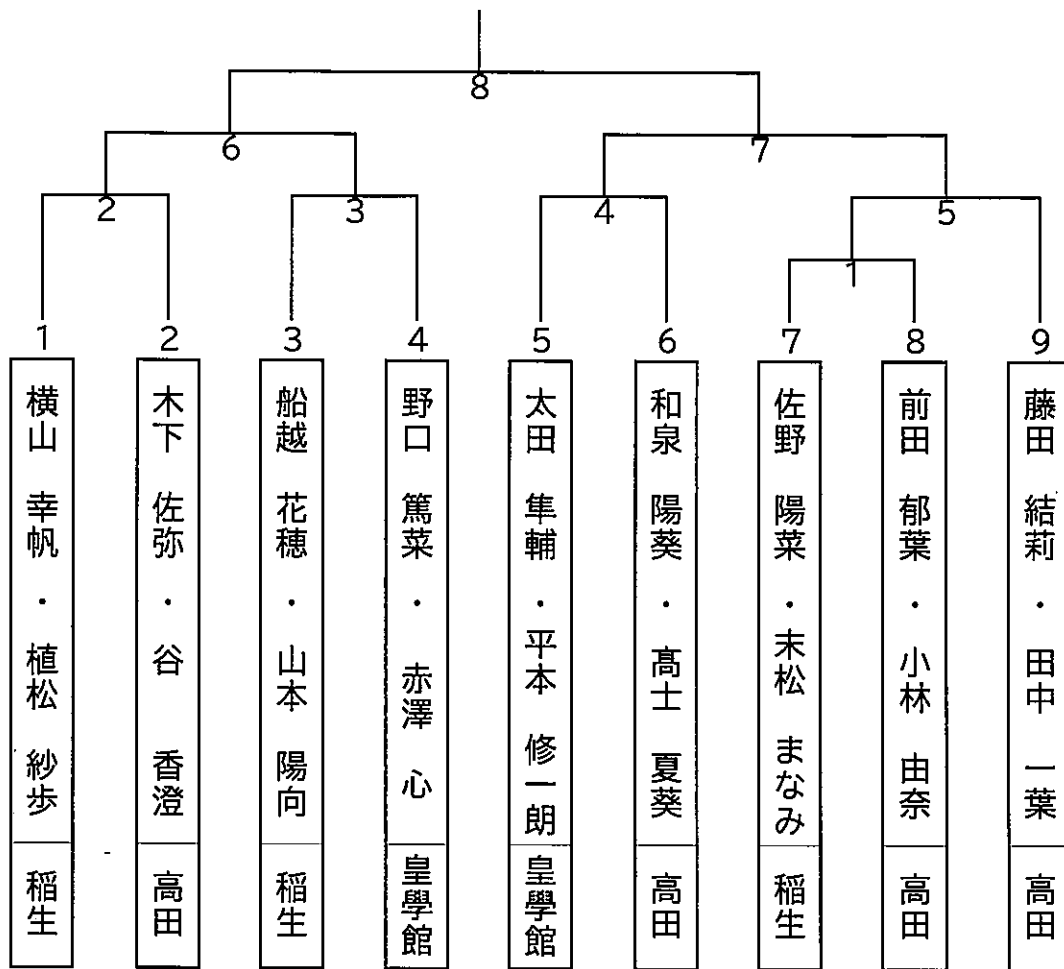 8
6
7
2
3
4
5
1
1
2
3
4
5
6
7
8
9
横山 幸帆 ・ 植松 紗歩
稲生
木下 佐弥 ・ 谷 香澄
高田
船越 花穂 ・ 山本 陽向
稲生
野口 篤菜 ・ 赤澤 心
皇學館
太田 隼輔 ・ 平本 修一朗
皇學館
和泉 陽葵 ・ 髙士 夏葵
高田
佐野 陽菜 ・ 末松 まなみ
稲生
前田 郁葉 ・ 小林 由奈
高田
藤田 結莉 ・ 田中 一葉
高田